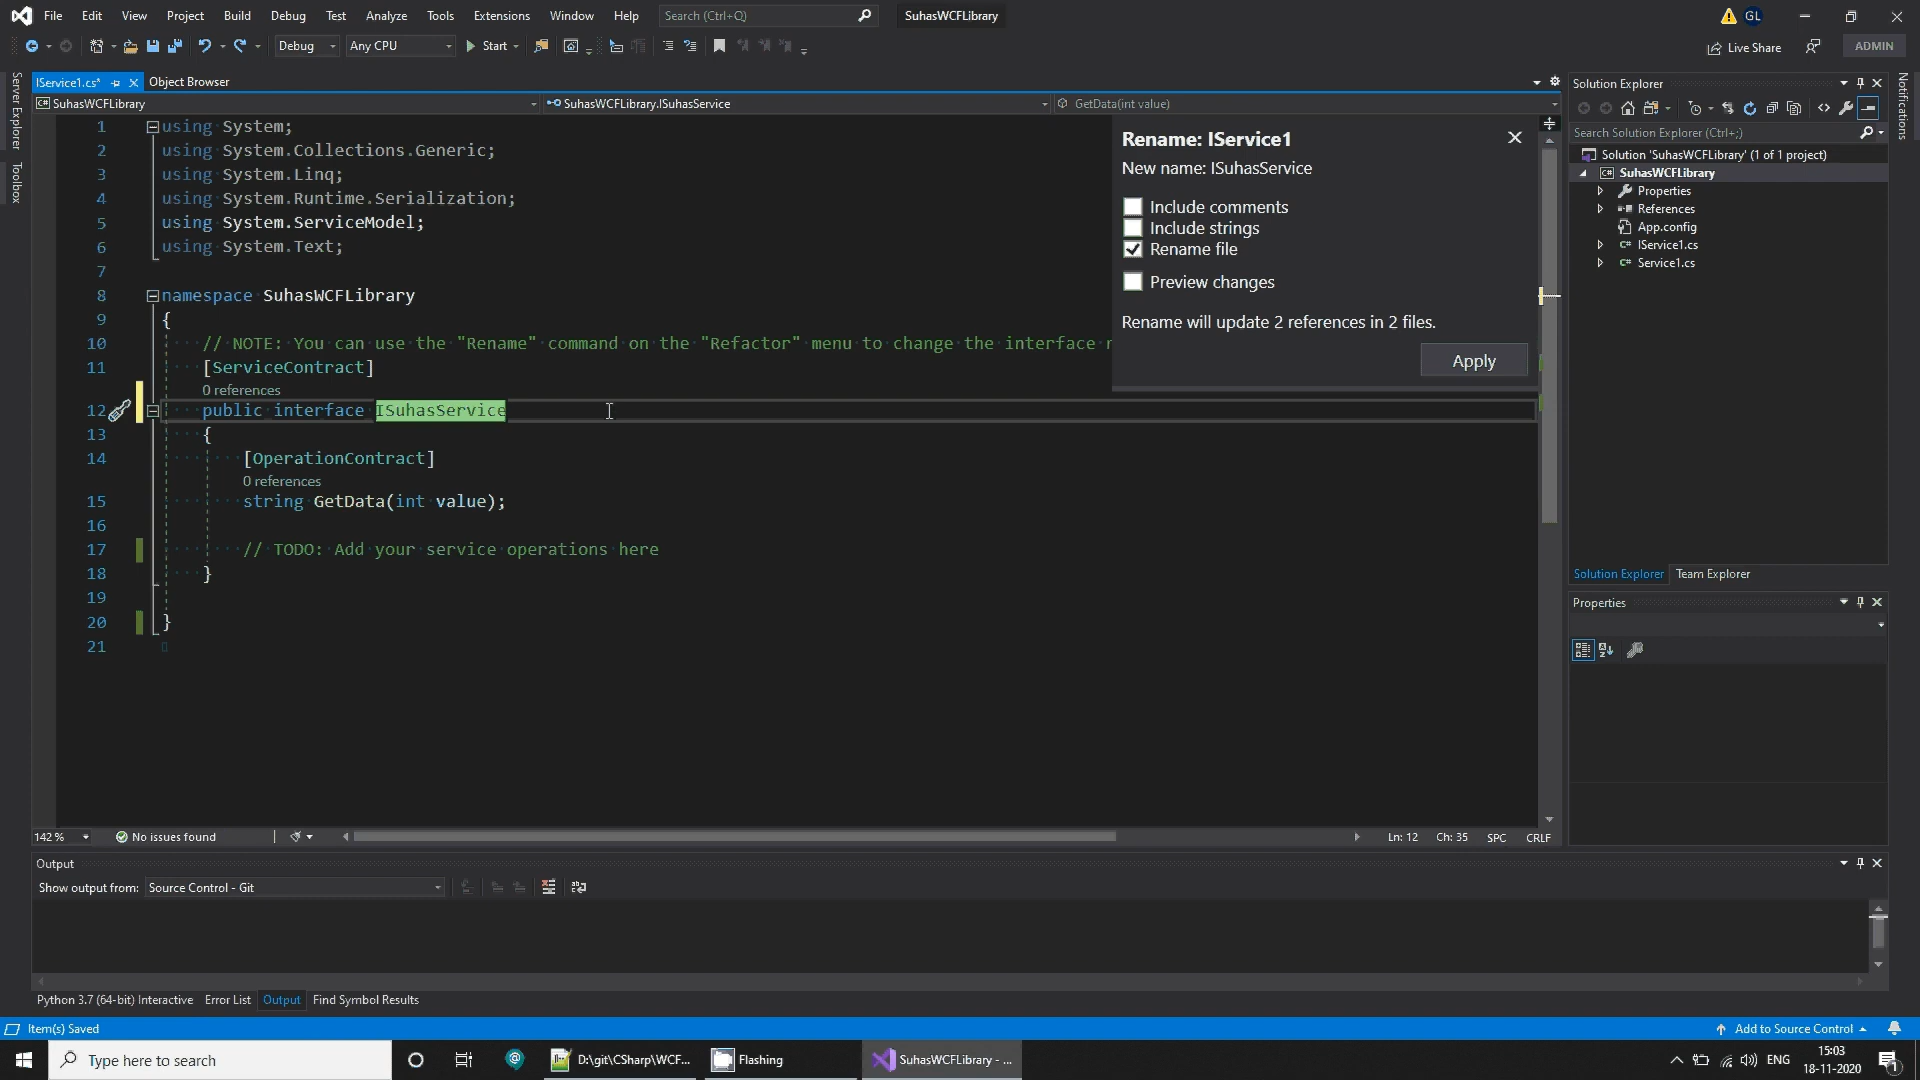 File Edit View Project Build Debug Test Analyze Tools Extensions Window Help Search (Ctrl+Q) SuhasWCFLibrary GL
Debug Any CPU Start Live Share ADMIN
Server Explorer
Toolbox
Notifications
IService1.cs* Object Browser
SuhasWCFLibrary SuhasWCFLibrary.ISuhasService GetData(int value)
1 using System;
2 using System.Collections.Generic;
3 using System.Linq;
4 using System.Runtime.Serialization;
5 using System.ServiceModel;
6 using System.Text;
7
8 namespace SuhasWCFLibrary
9 {
10 // NOTE: You can use the "Rename" command on the "Refactor" menu to change the interface
11 [ServiceContract]
0 references
12 public interface ISuhasService
13 {
14 [OperationContract]
0 references
15 string GetData(int value);
16
17 // TODO: Add your service operations here
18 }
19
20 }
21
Rename: IService1
New name: ISuhasService
Include comments
Include strings
Rename file
Preview changes
Rename will update 2 references in 2 files.
Apply
142 % No issues found Ln: 12 Ch: 35 SPC CRLF
Solution Explorer
Search Solution Explorer (Ctrl+;)
Solution 'SuhasWCFLibrary' (1 of 1 project)
SuhasWCFLibrary
Properties
References
App.config
IService1.cs
Service1.cs
Solution Explorer Team Explorer
Properties
Output
Show output from: Source Control - Git
Python 3.7 (64-bit) Interactive Error List Output Find Symbol Results
Item(s) Saved Add to Source Control
Type here to search D:\git\CSharp\WCF... Flashing SuhasWCFLibrary - ... ENG 15:03
18-11-2020 1